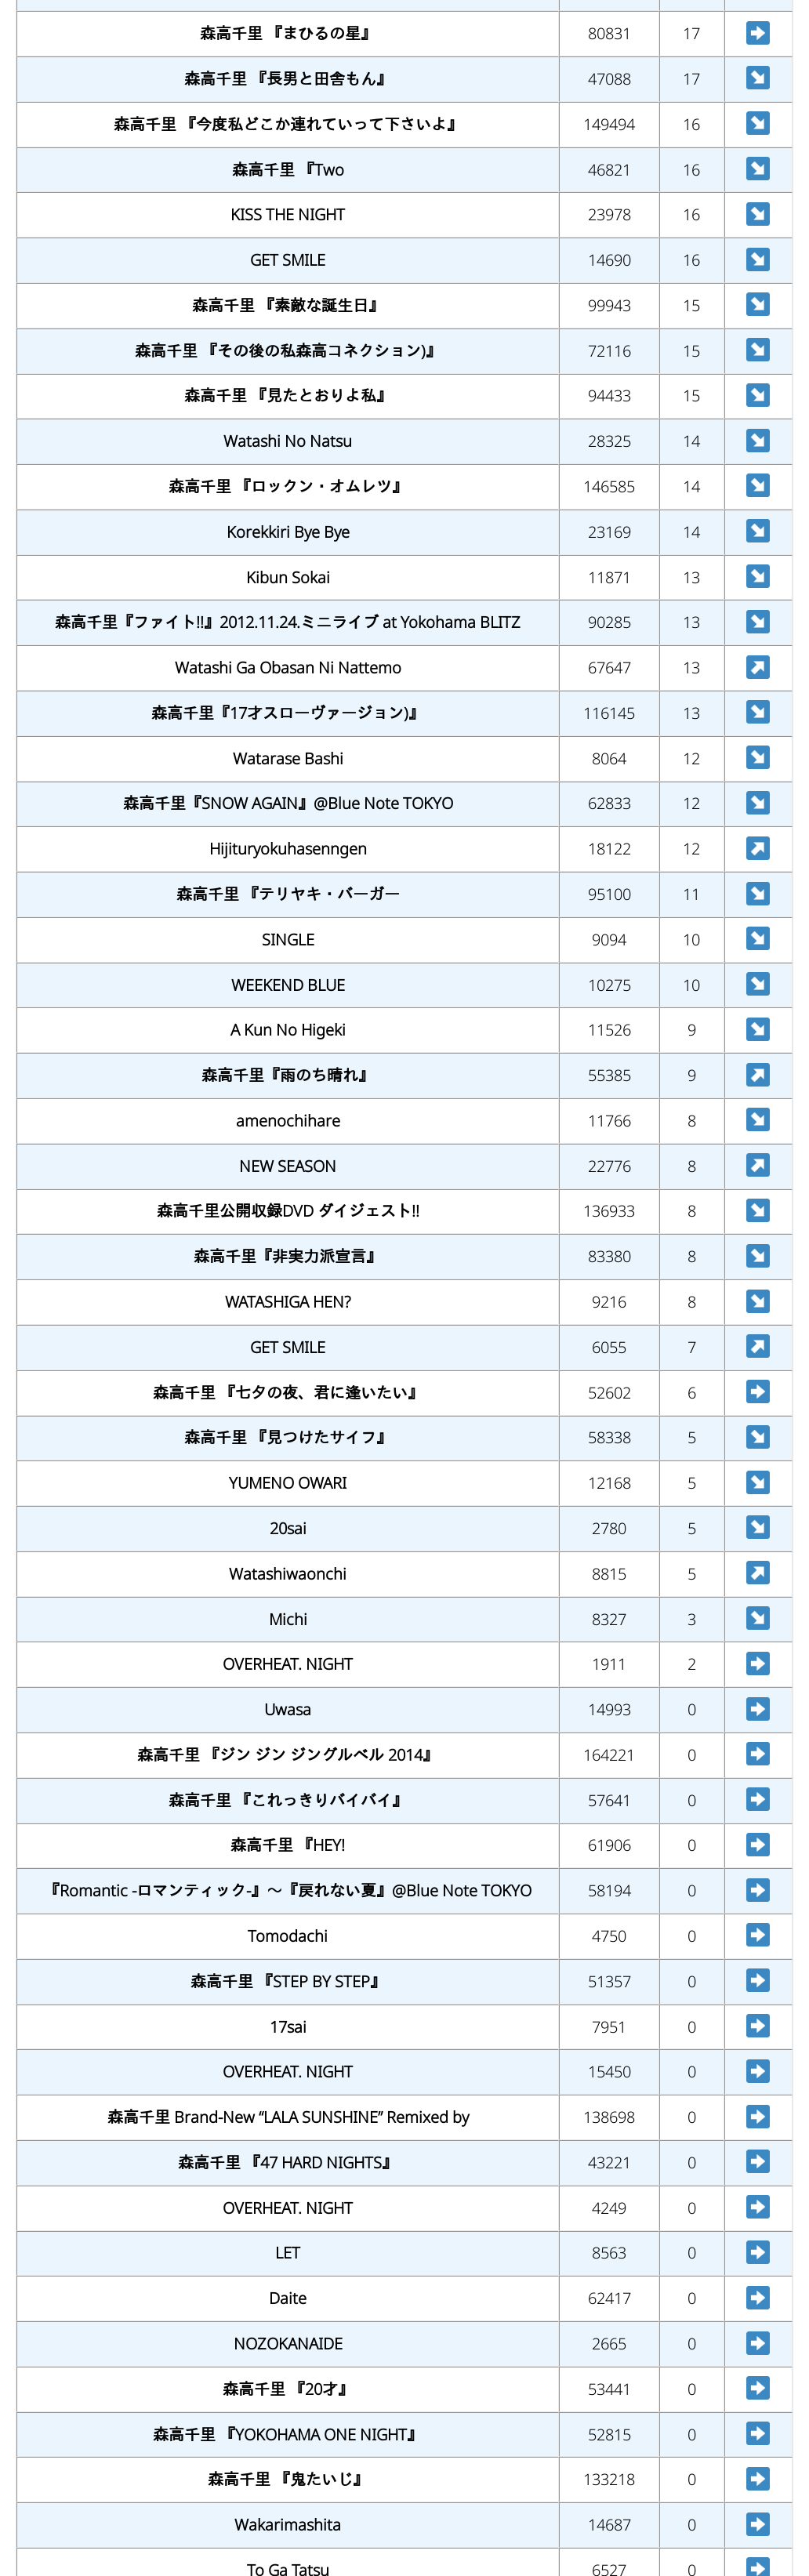 森高千里 『まひるの星』 80831 17
森高千里 『長男と田舎もん』 47088 17
森高千里 『今度私どこか連れていって下さいよ』 149494 16
森高千里 『Two 46821 16
KISS THE NIGHT 23978 16
GET SMILE 14690 16
森高千里 『素敵な誕生日』 99943 15
森高千里 『その後の私森高コネクション)』 72116 15
森高千里 『見たとおりよ私』 94433 15
Watashi No Natsu 28325 14
森高千里 『ロックン・オムレツ』 146585 14
Korekkiri Bye Bye 23169 14
Kibun Sokai 11871 13
森高千里『ファイト!!』2012.11.24.ミニライブ at Yokohama BLITZ 90285 13
Watashi Ga Obasan Ni Nattemo 67647 13
森高千里『17才スローヴァージョン)』 116145 13
Watarase Bashi 8064 12
森高千里『SNOW AGAIN』@Blue Note TOKYO 62833 12
Hijituryokuhasenngen 18122 12
森高千里 『テリヤキ・バーガー 95100 11
SINGLE 9094 10
WEEKEND BLUE 10275 10
A Kun No Higeki 11526 9
森高千里『雨のち晴れ』 55385 9
amenochihare 11766 8
NEW SEASON 22776 8
森高千里公開収録DVD ダイジェスト!! 136933 8
森高千里『非実力派宣言』 83380 8
WATASHIGA HEN? 9216 8
GET SMILE 6055 7
森高千里 『七夕の夜、君に逢いたい』 52602 6
森高千里 『見つけたサイフ』 58338 5
YUMENO OWARI 12168 5
20sai 2780 5
Watashiwaonchi 8815 5
Michi 8327 3
OVERHEAT. NIGHT 1911 2
Uwasa 14993 0
森高千里 『ジン ジン ジングルベル 2014』 164221 0
森高千里 『これっきりバイバイ』 57641 0
森高千里 『HEY! 61906 0
『Romantic -ロマンティック-』〜『戻れない夏』@Blue Note TOKYO 58194 0
Tomodachi 4750 0
森高千里 『STEP BY STEP』 51357 0
17sai 7951 0
OVERHEAT. NIGHT 15450 0
森高千里 Brand-New “LALA SUNSHINE” Remixed by 138698 0
森高千里 『47 HARD NIGHTS』 43221 0
OVERHEAT. NIGHT 4249 0
LET 8563 0
Daite 62417 0
NOZOKANAIDE 2665 0
森高千里 『20才』 53441 0
森高千里 『YOKOHAMA ONE NIGHT』 52815 0
森高千里 『鬼たいじ』 133218 0
Wakarimashita 14687 0
To Ga Tatsu 6527 0